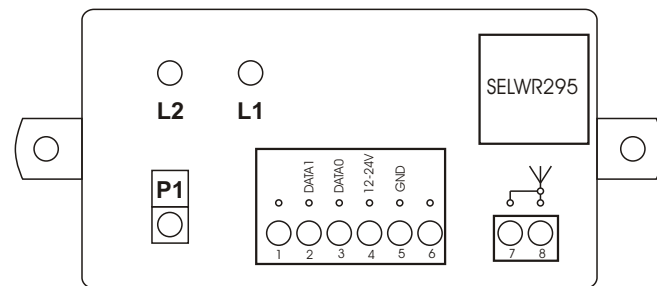 SELWR295
L2 L1
P1
DATA1 DATA0 12-24V GND
1 2 3 4 5 6
7 8